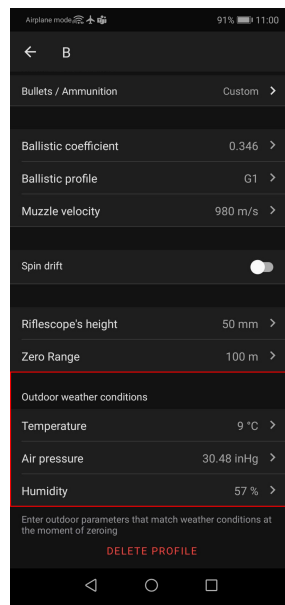 Airplane mode 91% 11:00
B
Bullets / Ammunition Custom
Ballistic coefficient 0.346
Ballistic profile G1
Muzzle velocity 980 m/s
Spin drift
Riflescope's height 50 mm
Zero Range 100 m
Outdoor weather conditions
Temperature 9 °C
Air pressure 30.48 inHg
Humidity 57 %
Enter outdoor parameters that match weather conditions at
the moment of zeroing
DELETE PROFILE